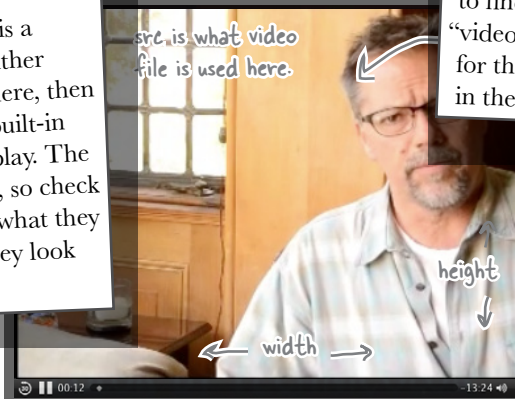 is a
ther
ere, then
uilt-in
play. The
, so check
what they
ey look
src is what video
file is used here.
to fin
"video
for th
in the
height
width
00:12
-13:24